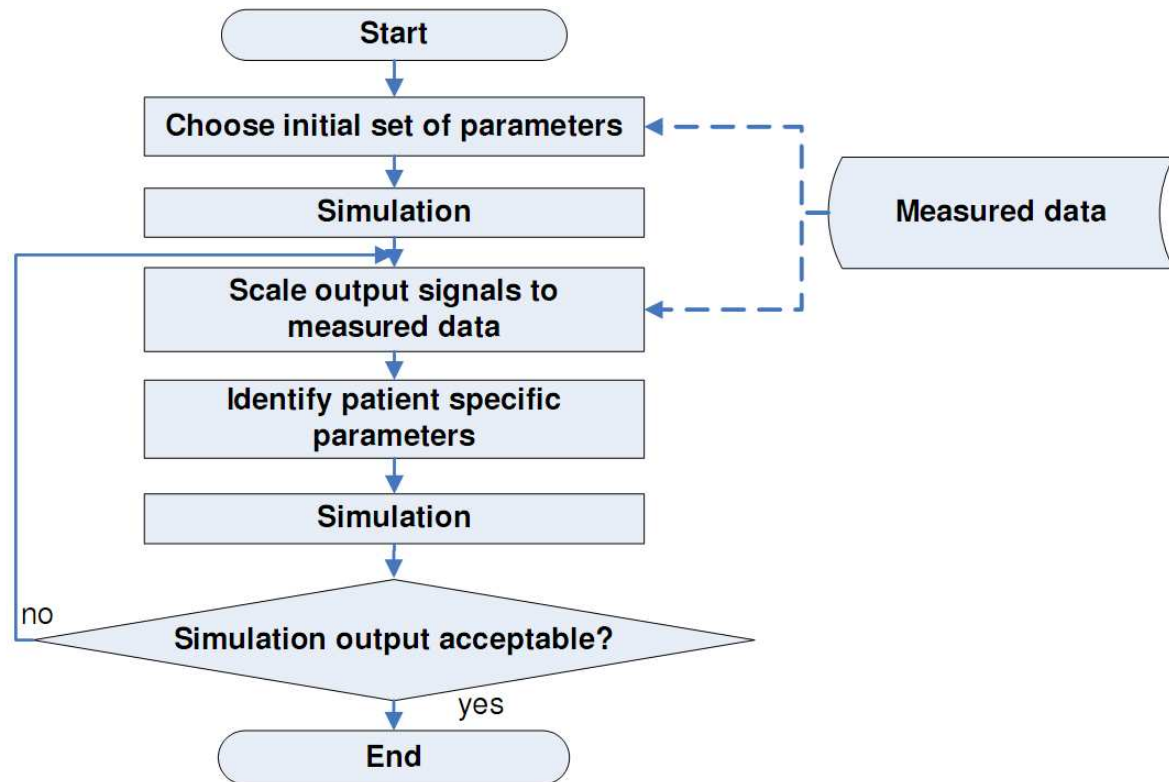 Start
Choose initial set of parameters
Simulation
Measured data
Scale output signals to
measured data
Identify patient specific
parameters
Simulation
no
Simulation output acceptable?
yes
End